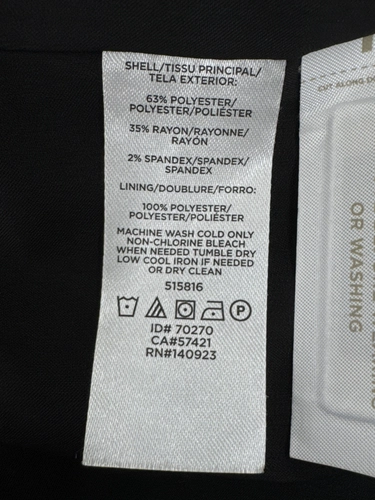 SHELL/TISSU PRINCIPAL/
TELA EXTERIOR:
63% POLYESTER/
POLYESTER/POLIÉSTER
35% RAYON/RAYONNE/
RAYÓN
2% SPANDEX/SPANDEX/
SPANDEX
LINING/DOUBLURE/FORRO:
100% POLYESTER/
POLYESTER/POLIÉSTER
MACHINE WASH COLD ONLY
NON-CHLORINE BLEACH
WHEN NEEDED TUMBLE DRY
LOW COOL IRON IF NEEDED
OR DRY CLEAN
515816
P
ID# 70270
CA#57421
RN#140923
CUT ALONG
OR WASHING